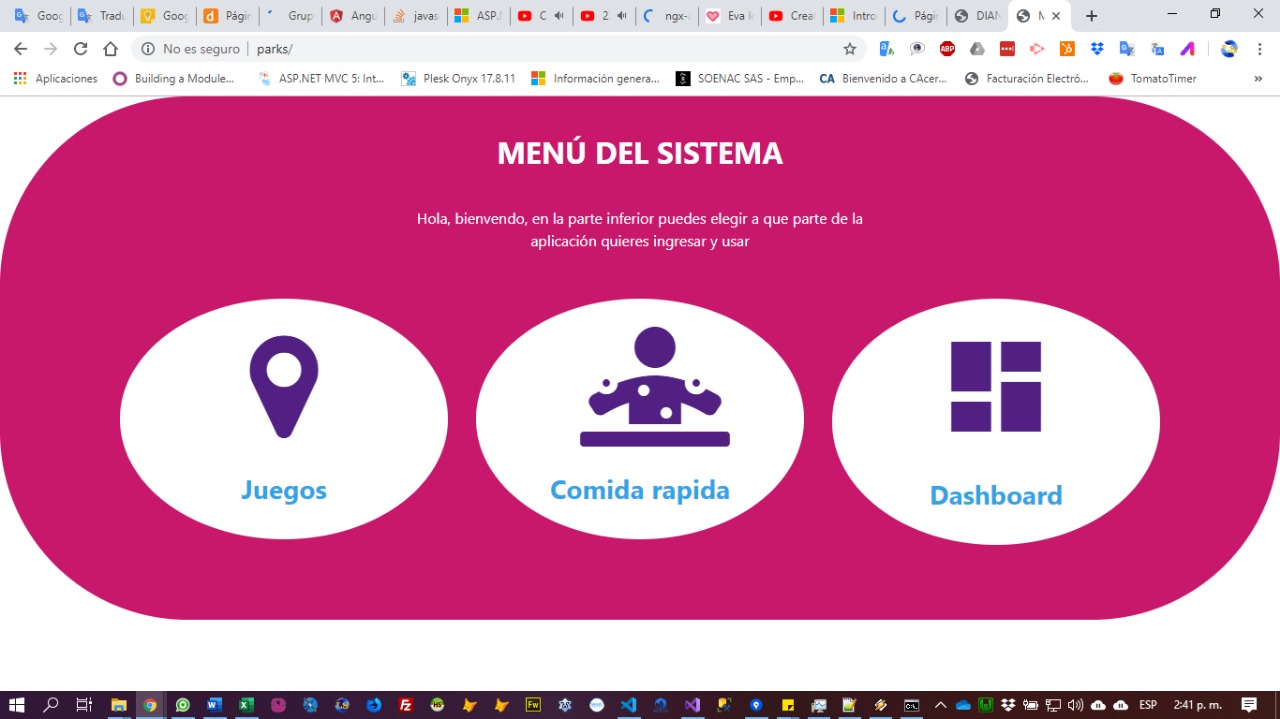 Goog
Tradu
Goog
Págir
Grup
Angu
javas
ASP.N
C
2
ngx-a
Eva l
Crea
Intro
Págir
DIAN
M
No es seguro | parks/
Aplicaciones
Building a Module...
ASP.NET MVC 5: Int...
Plesk Onyx 17.8.11
Información genera...
SOENAC SAS - Emp...
CA Bienvenido a CAcer...
Facturación Electró...
TomatoTimer
»
MENÚ DEL SISTEMA
Hola, bienvendo, en la parte inferior puedes elegir a que parte de la
aplicación quieres ingresar y usar
Juegos
Comida rapida
Dashboard
ESP
2:41 p. m.